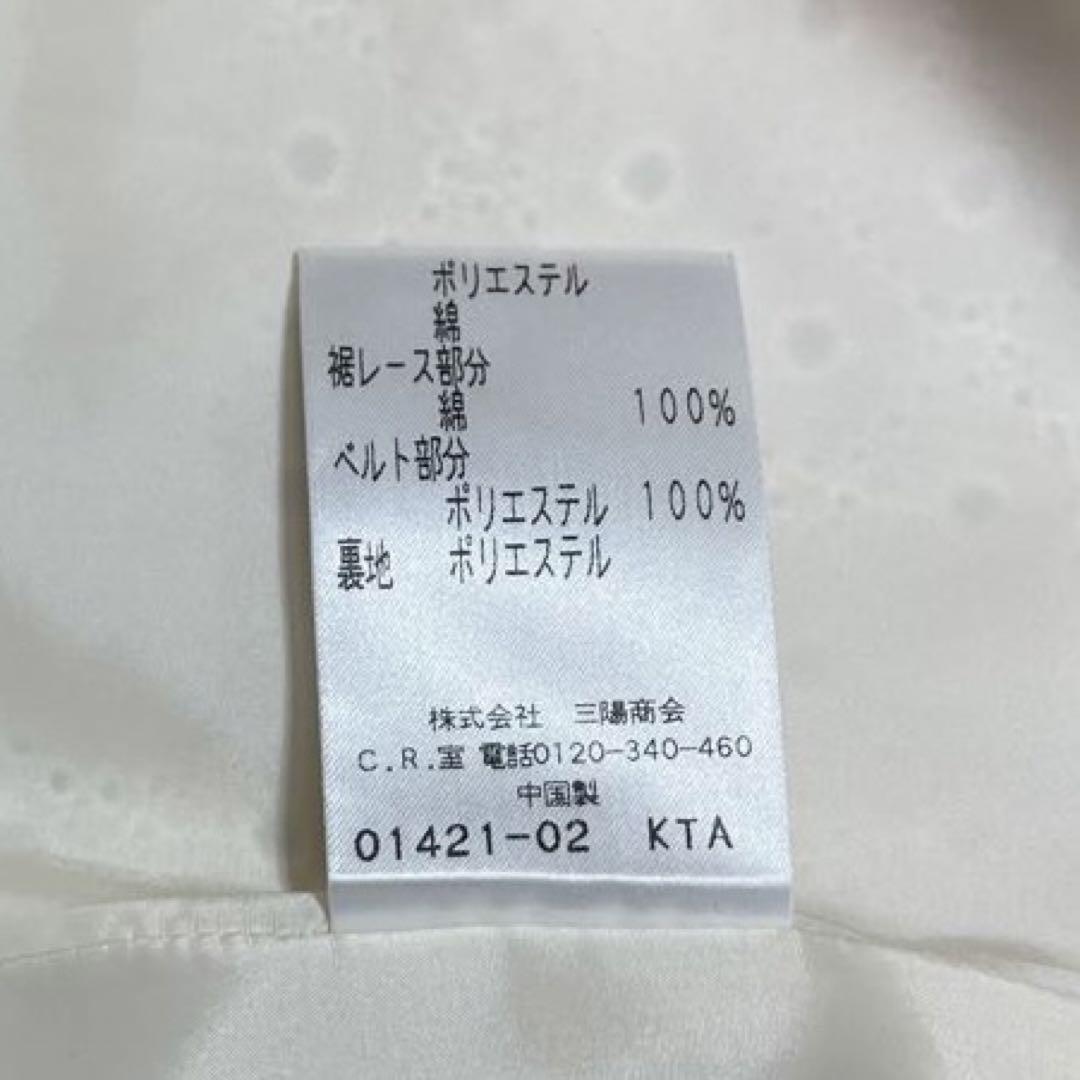 ポリエステル
綿
裾レース部分
綿 100%
ベルト部分
ポリエステル 100%
裏地 ポリエステル
株式会社 三陽商会
C.R.室 電話0120-340-460
中国製
01421-02 KTA